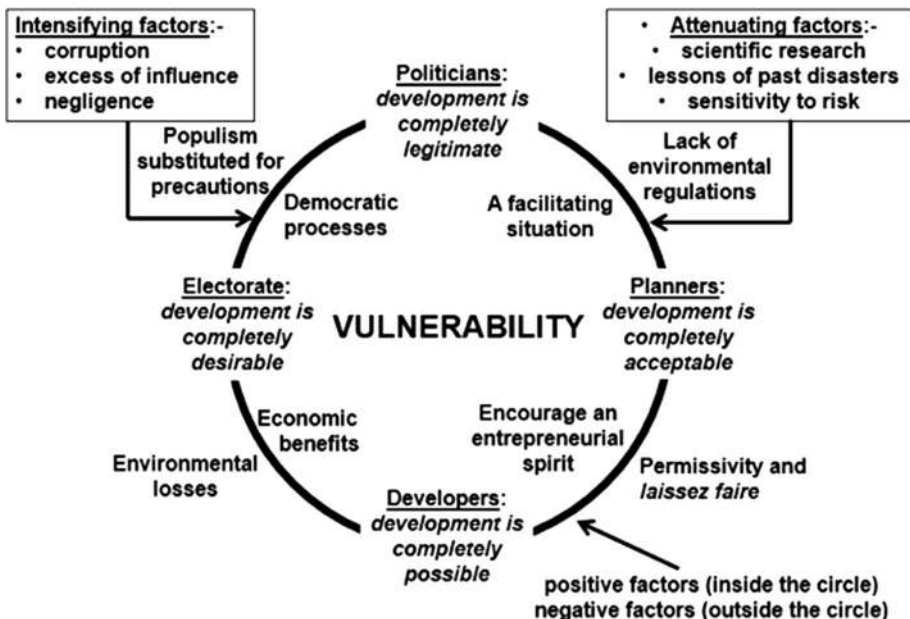 Intensifying factors:-
• corruption
• excess of influence
• negligence
• Attenuating factors:-
• scientific research
• lessons of past disasters
• sensitivity to risk
Politicians:
development is
completely
legitimate
Populism
substituted for
precautions
Democratic
processes
A facilitating
situation
Lack of
environmental
regulations
Electorate:
development is
completely
desirable
VULNERABILITY
Planners:
development is
completely
acceptable
Economic
benefits
Environmental
losses
Encourage an
entrepreneurial
spirit
Permissivity and
laissez faire
Developers:
development is
completely
possible
positive factors (inside the circle)
negative factors (outside the circle)